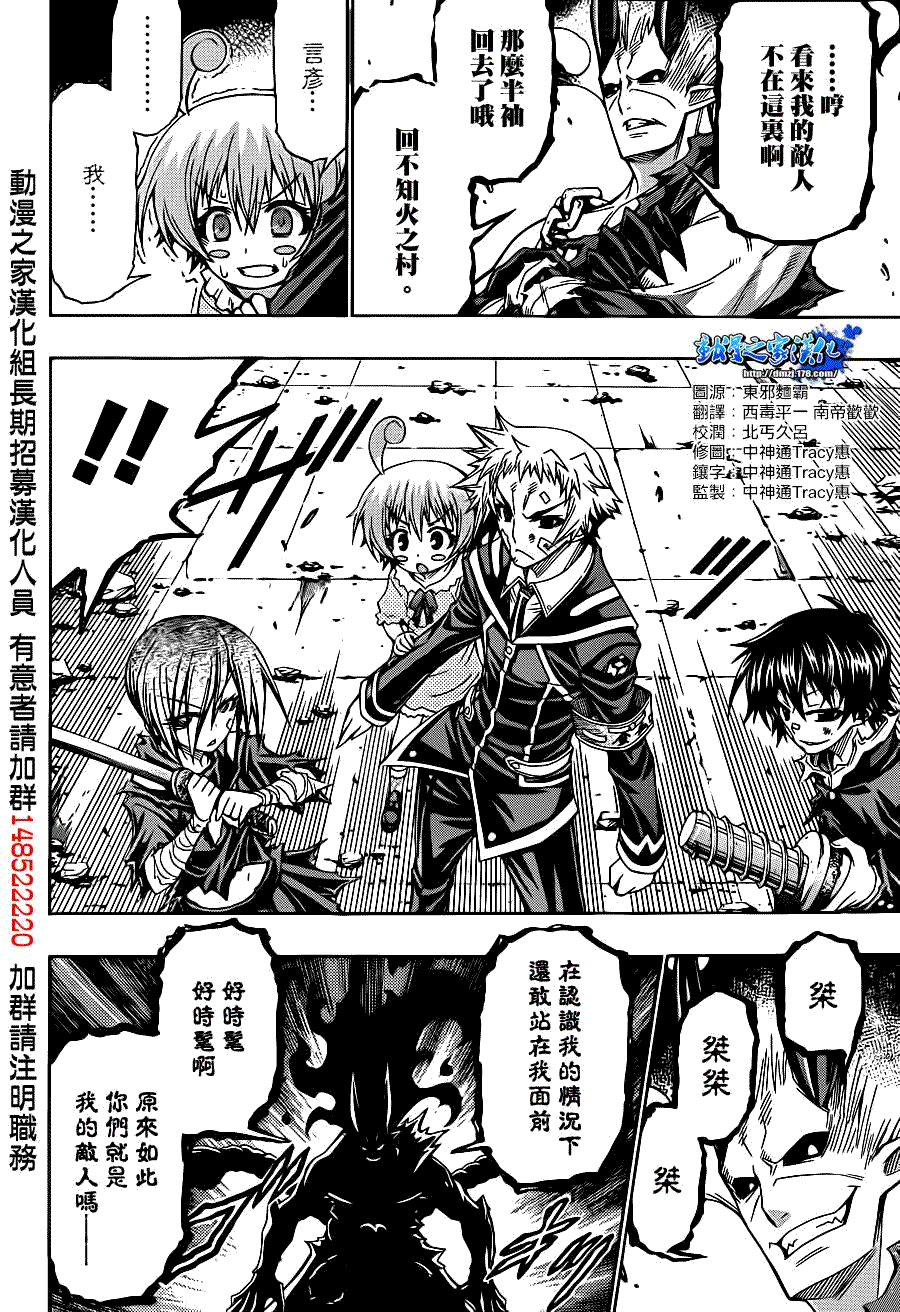 ……哼
看來我的敵人
不在這裏啊
那麼半袖
回去了哦
回不知火之村。
言彥…
………
………
我……
動漫之家漢化
http://dmzj.178.com/
圖源：東邪麵霸
翻譯：西毒平一 南帝歡歡
校潤：北丐久呂
修圖：中神通Tracy惠
鑲字：中神通Tracy惠
監製：中神通Tracy惠
!!
桀
桀桀
桀
在認識我的情況下
還敢站在我面前
好時髦
好時髦啊
原來如此
你們就是
我的敵人嗎——
動漫之家漢化組長期招募漢化人員 有意者請加群148522220 加群請注明職務